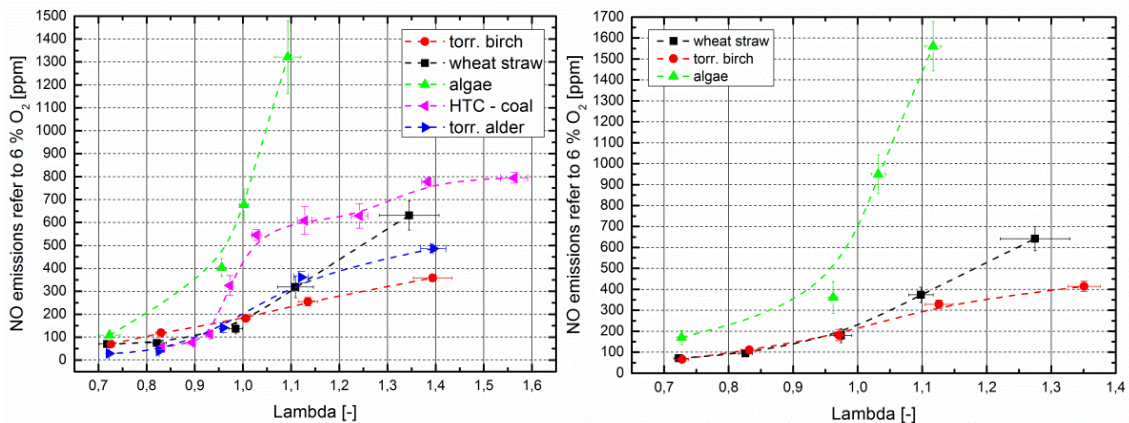 NO emissions refer to 6 % O₂ [ppm]
1500
1400
1300
1200
1100
1000
900
800
700
600
500
400
300
200
100
0
torr. birch
wheat straw
algae
HTC - coal
torr. alder
0,7 0,8 0,9 1,0 1,1 1,2 1,3 1,4 1,5 1,6
Lambda [-]
NO emissions refer to 6 % O₂ [ppm]
1700
1600
1500
1400
1300
1200
1100
1000
900
800
700
600
500
400
300
200
100
0
wheat straw
torr. birch
algae
0,7 0,8 0,9 1,0 1,1 1,2 1,3 1,4
Lambda [-]